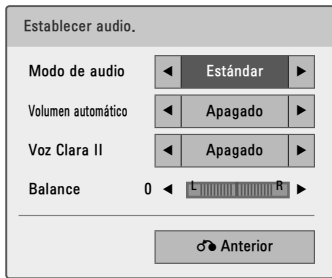 Establecer audio.
Modo de audio ◄ Estándar ►
Volumen automático ◄ Apagado ►
Voz Clara II ◄ Apagado ►
Balance 0 ◄ L R ►
Anterior